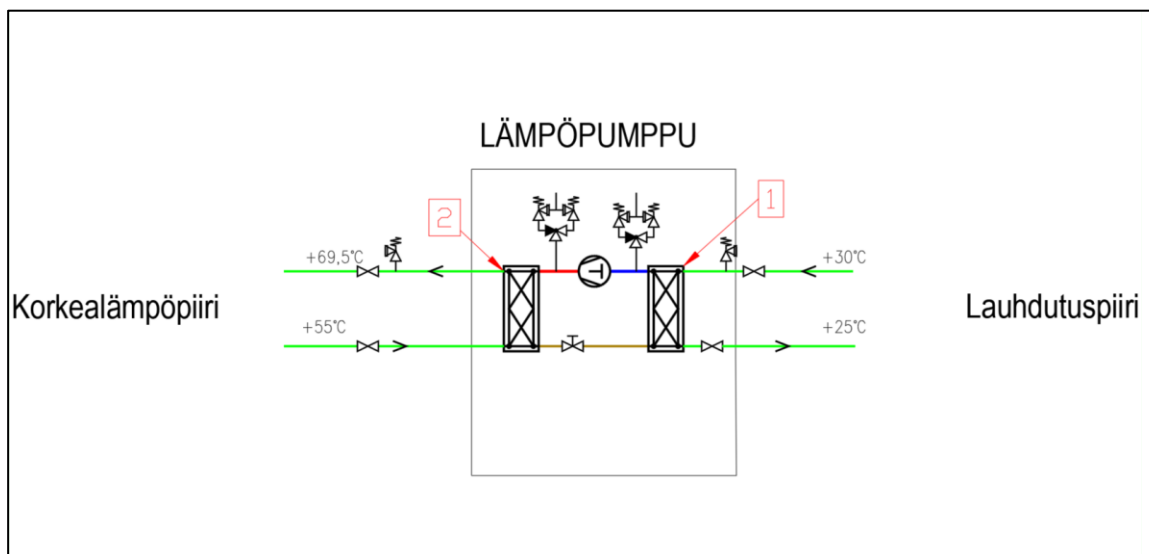 LÄMPÖPUMPPU
2
1
+69,5°C
+30°C
Korkealämpöpiiri
Lauhdutuspiiri
+55°C
+25°C
T